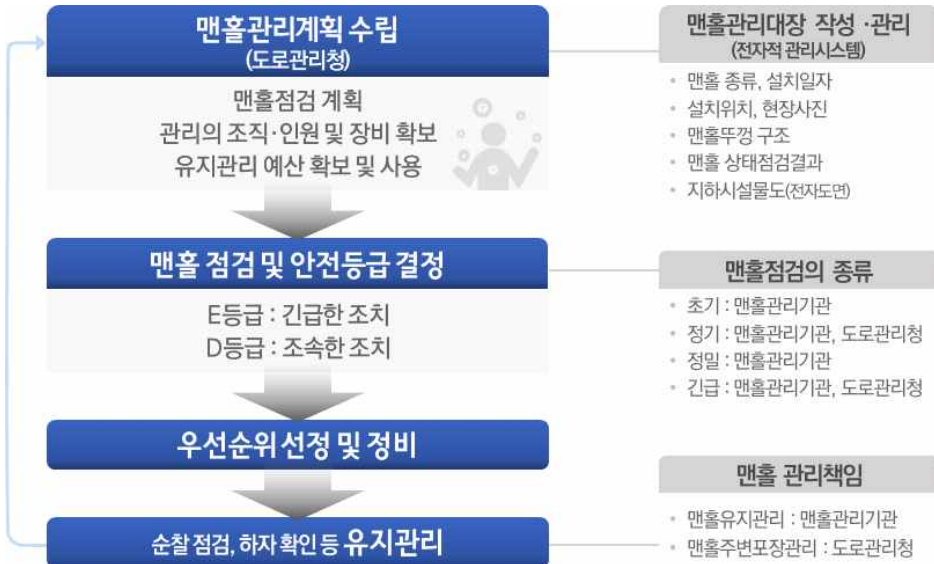 맨홀관리계획 수립
(도로관리청)
맨홀점검 계획
관리의 조직·인원 및 장비 확보
유지관리 예산 확보 및 사용
맨홀관리대장 작성·관리
(전자적 관리시스템)
• 맨홀 종류, 설치일자
• 설치위치, 현장사진
• 맨홀뚜껑 구조
• 맨홀 상태점검결과
• 지하시설물도(전자도면)
맨홀 점검 및 안전등급 결정
E등급 : 긴급한 조치
D등급 : 조속한 조치
맨홀점검의 종류
• 초기 : 맨홀관리기관
• 정기 : 맨홀관리기관, 도로관리청
• 정밀 : 맨홀관리기관
• 긴급 : 맨홀관리기관, 도로관리청
우선순위 선정 및 정비
순찰 점검, 하자 확인 등 유지관리
맨홀 관리책임
• 맨홀유지관리 : 맨홀관리기관
• 맨홀주변포장관리 : 도로관리청